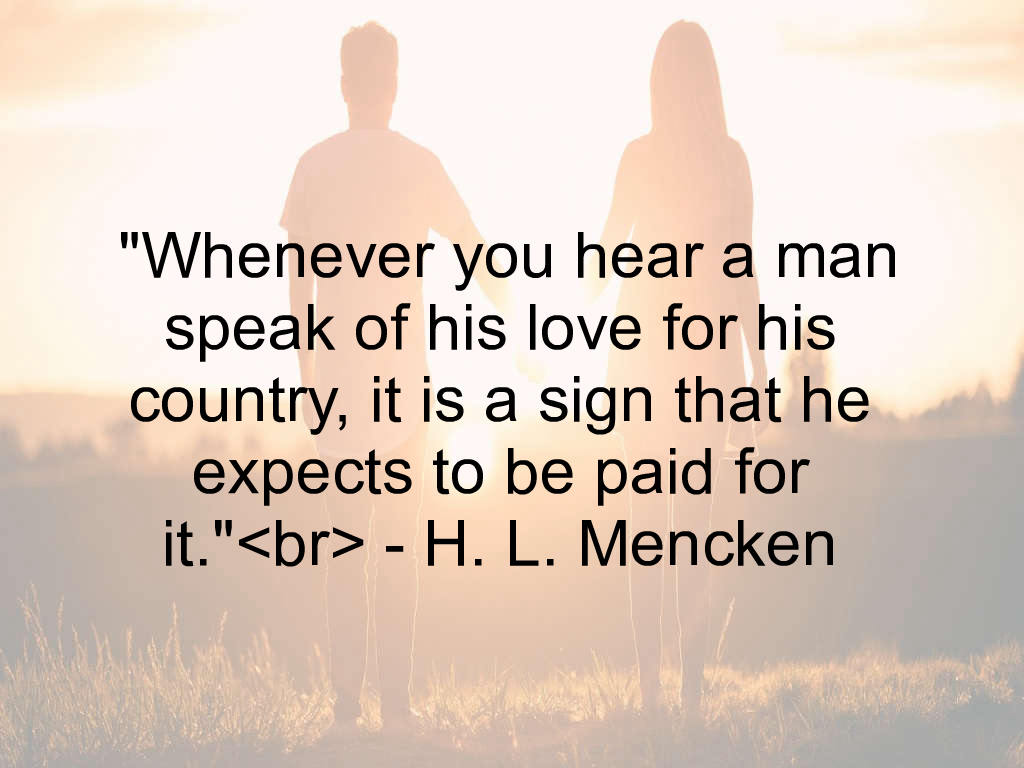 "Whenever you hear a man
speak of his love for his
country, it is a sign that he
expects to be paid for
it."<br> - H. L. Mencken